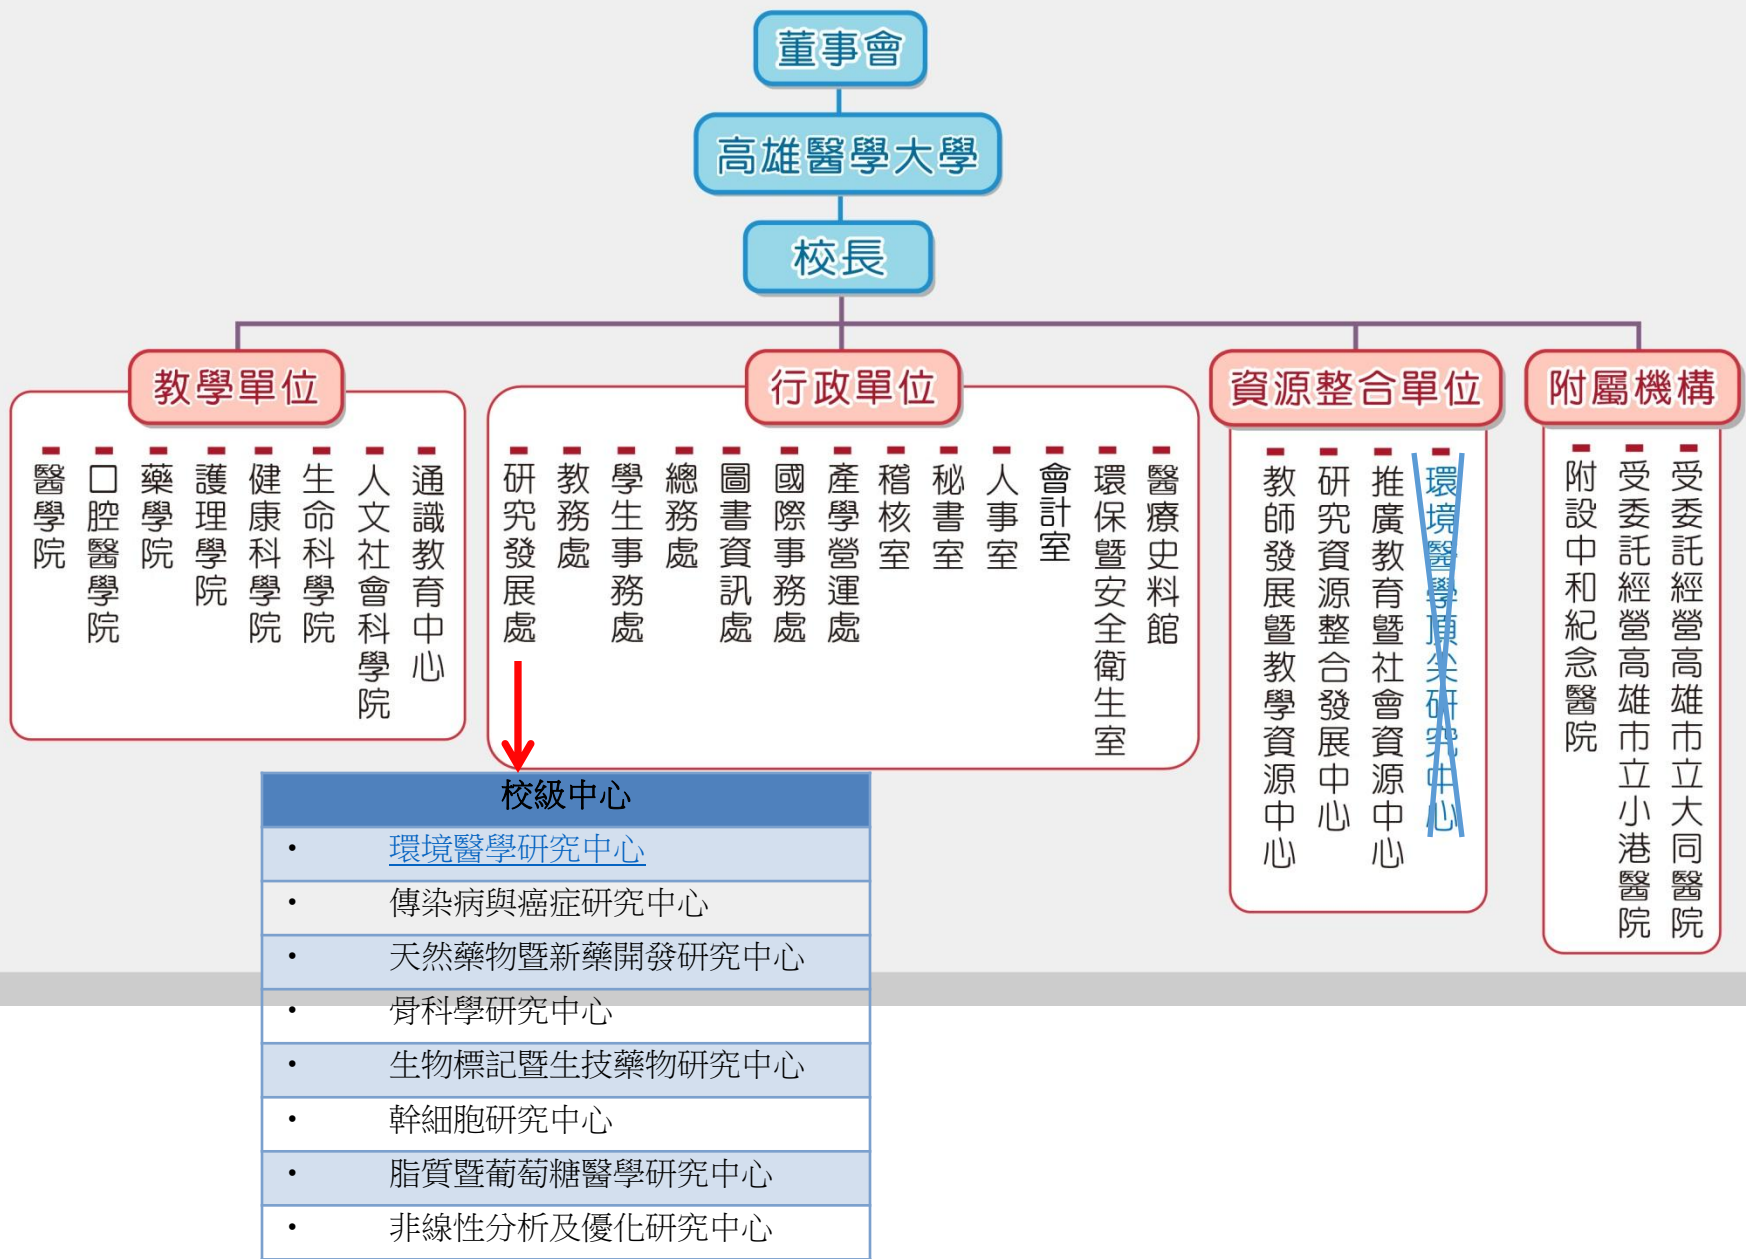 董事會
高雄醫學大學
校長
教學單位
醫學院
口腔醫學院
藥學院
護理學院
健康科學院
生命科學院
人文社會科學院
通識教育中心
行政單位
研究發展處
教務處
學生事務處
總務處
圖書資訊處
國際事務處
產學營運處
稽核室
秘書室
人事室
會計室
環保暨安全衛生室
醫療史料館
資源整合單位
教師發展暨教學資源中心
研究資源整合發展中心
推廣教育暨社會資源中心
環境醫學頂尖研究中心
附屬機構
附設中和紀念醫院
受委託經營高雄市立小港醫院
受委託經營高雄市立大同醫院
校級中心
• 環境醫學研究中心
• 傳染病與癌症研究中心
• 天然藥物暨新藥開發研究中心
• 骨科學研究中心
• 生物標記暨生技藥物研究中心
• 幹細胞研究中心
• 脂質暨葡萄糖醫學研究中心
• 非線性分析及優化研究中心